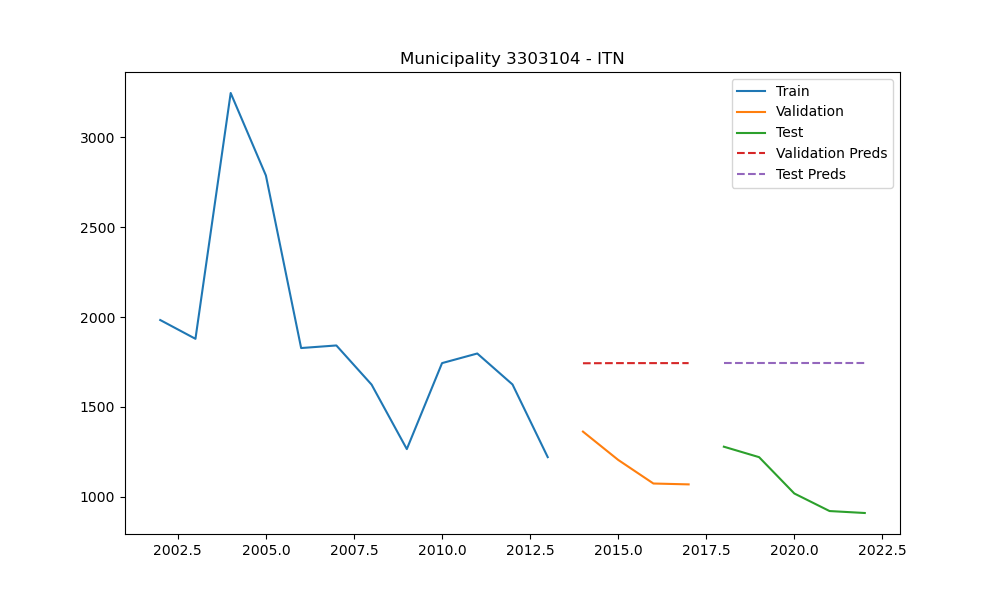 Municipality 3303104 - ITN
Train
Validation
Test
Validation Preds
Test Preds
3000
2500
2000
1500
1000
2002.5 2005.0 2007.5 2010.0 2012.5 2015.0 2017.5 2020.0 2022.5